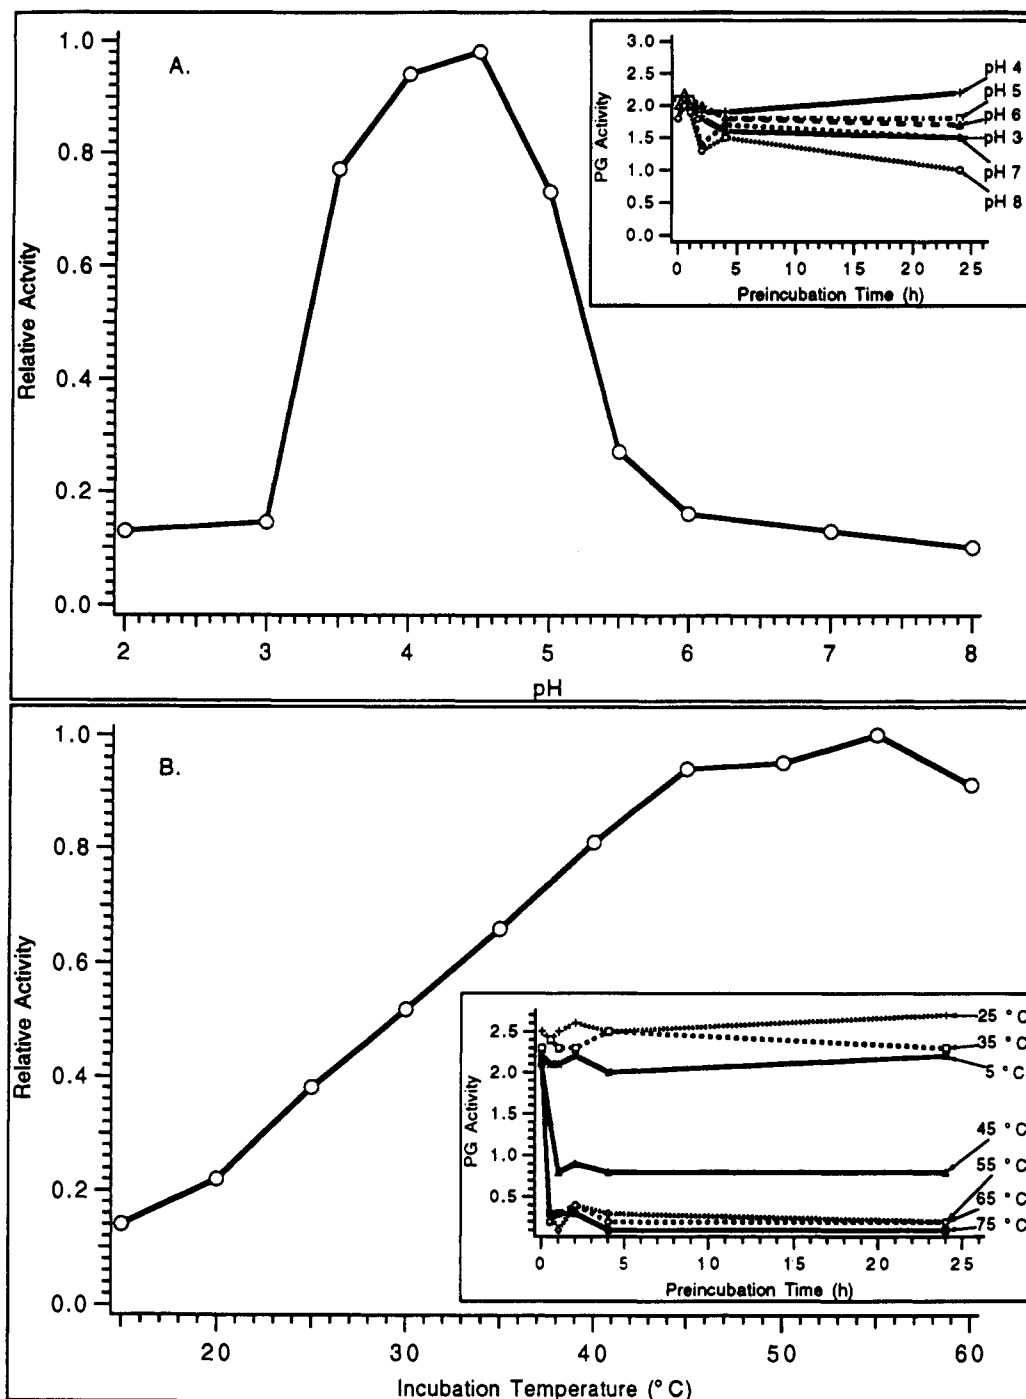 A.
1.0
0.8
0.6
0.4
0.2
0.0
Relative Actvity
2 3 4 5 6 7 8
pH
3.0
2.5
2.0
1.5
1.0
0.5
0.0
PG Activity
0 5 10 15 20 25
Preincubation Time (h)
pH 4
pH 5
pH 6
pH 3
pH 7
pH 8
B.
1.0
0.8
0.6
0.4
0.2
0.0
Relative Activity
20 30 40 50 60
Incubation Temperature (° C)
2.5
2.0
1.5
1.0
0.5
PG Activity
0 5 10 15 20 25
Preincubation Time (h)
25 ° C
35 ° C
5 ° C
45 ° C
55 ° C
65 ° C
75 ° C